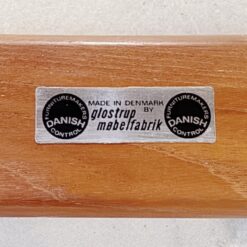 FURNITUREMAKERS
DANISH
CONTROL
MADE IN DENMARK
BY
glostrup
møbelfabrik
FURNITUREMAKERS
DANISH
CONTROL